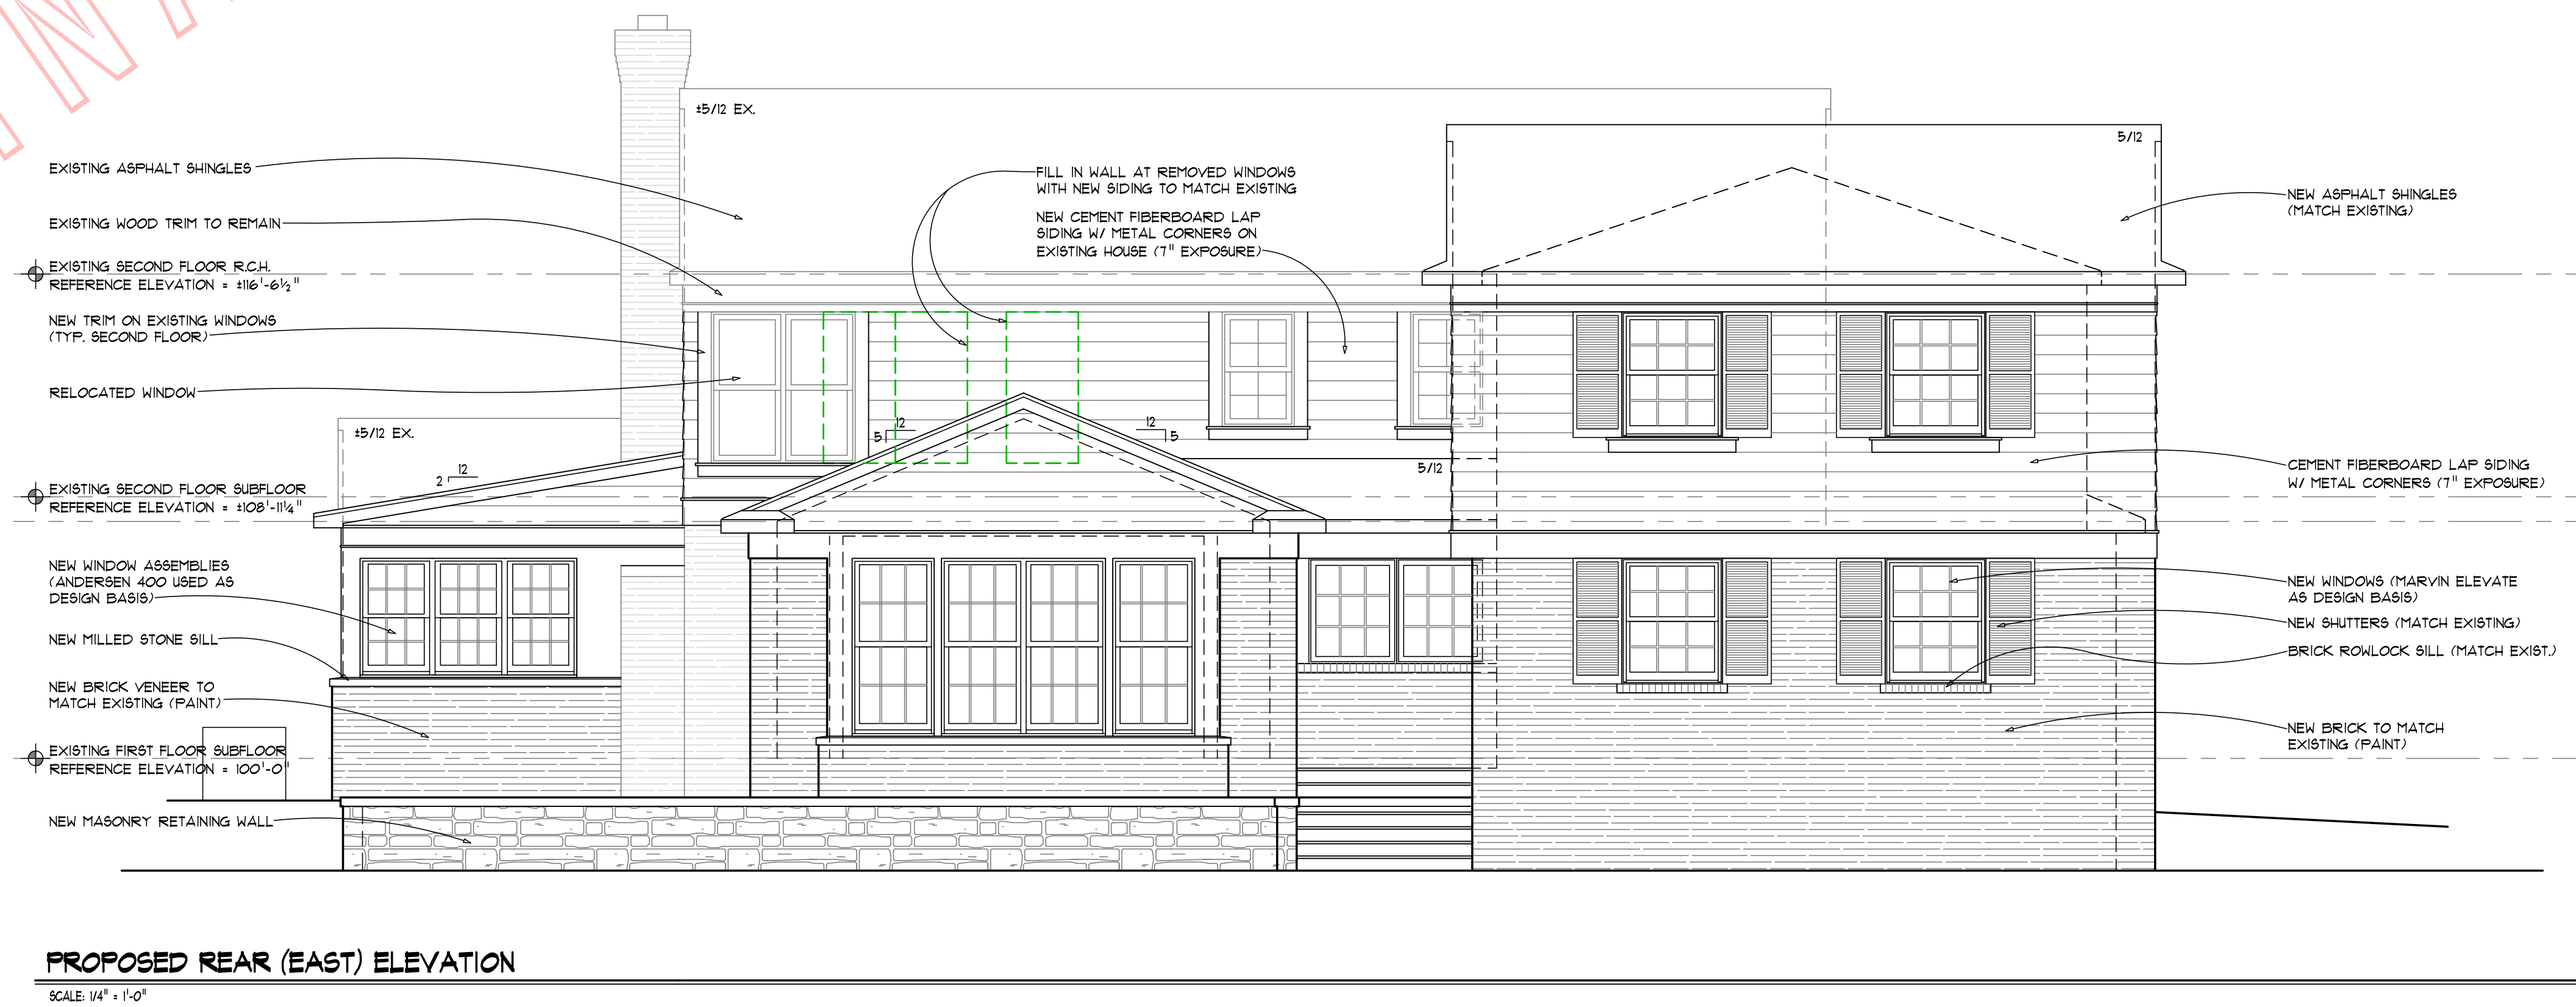 ±5/12 EX.
5/12
EXISTING ASPHALT SHINGLES
EXISTING WOOD TRIM TO REMAIN
EXISTING SECOND FLOOR R.C.H.
REFERENCE ELEVATION = ±116'-6½"
NEW TRIM ON EXISTING WINDOWS
(TYP. SECOND FLOOR)
RELOCATED WINDOW
±5/12 EX.
12
2
EXISTING SECOND FLOOR SUBFLOOR
REFERENCE ELEVATION = ±108'-11¼"
NEW WINDOW ASSEMBLIES
(ANDERSEN 400 USED AS
DESIGN BASIS)
NEW MILLED STONE SILL
NEW BRICK VENEER TO
MATCH EXISTING (PAINT)
EXISTING FIRST FLOOR SUBFLOOR
REFERENCE ELEVATION = 100'-0"
NEW MASONRY RETAINING WALL
FILL IN WALL AT REMOVED WINDOWS
WITH NEW SIDING TO MATCH EXISTING
NEW CEMENT FIBERBOARD LAP
SIDING W/ METAL CORNERS ON
EXISTING HOUSE (7" EXPOSURE)
12
5
12
5
5/12
NEW ASPHALT SHINGLES
(MATCH EXISTING)
CEMENT FIBERBOARD LAP SIDING
W/ METAL CORNERS (7" EXPOSURE)
NEW WINDOWS (MARVIN ELEVATE
AS DESIGN BASIS)
NEW SHUTTERS (MATCH EXISTING)
BRICK ROWLOCK SILL (MATCH EXIST.)
NEW BRICK TO MATCH
EXISTING (PAINT)
PROPOSED REAR (EAST) ELEVATION
SCALE: 1/4" = 1'-0"